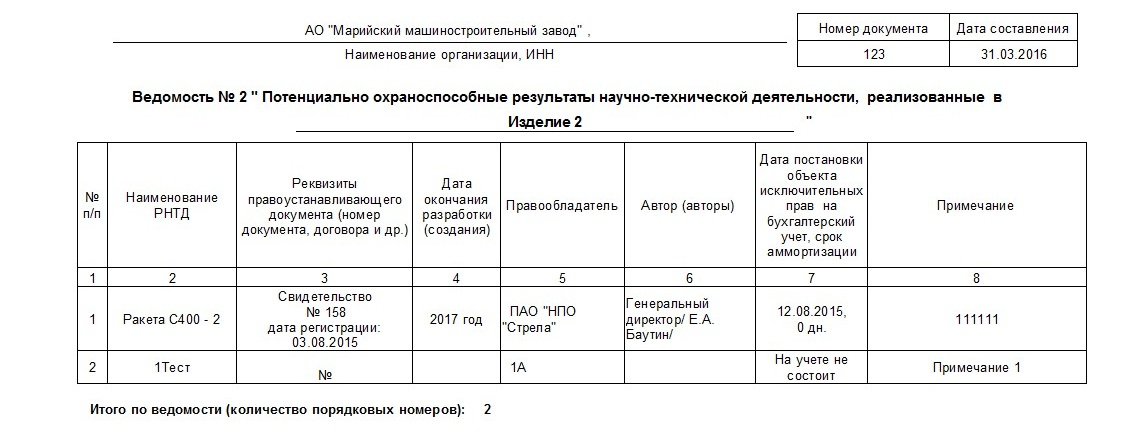 АО "Марийский машиностроительный завод" ,
Наименование организации, ИНН
Номер документа Дата составления
123 31.03.2016
Ведомость № 2 " Потенциально охраноспособные результаты научно-технической деятельности, реализованные в
Изделие 2 "
№ п/п
Наименование
РНТД
Реквизиты
правоустанавливающего
документа (номер
документа, договора и др.)
Дата
окончания
разработки
(создания)
Правообладатель
Автор (авторы)
Дата постановки
объекта
исключительных
прав на
бухгалтерский
учет, срок
аммортизации
Примечание
1 2 3 4 5 6 7 8
1
Ракета С400 - 2
Свидетельство
№ 158
дата регистрации:
03.08.2015
2017 год
ПАО "НПО
"Стрела"
Генеральный
директор/ Е.А.
Баутин/
12.08.2015,
0 дн.
111111
2
1Тест
№
1А
На учете не
состоит
Примечание 1
Итого по ведомости (количество порядковых номеров): 2